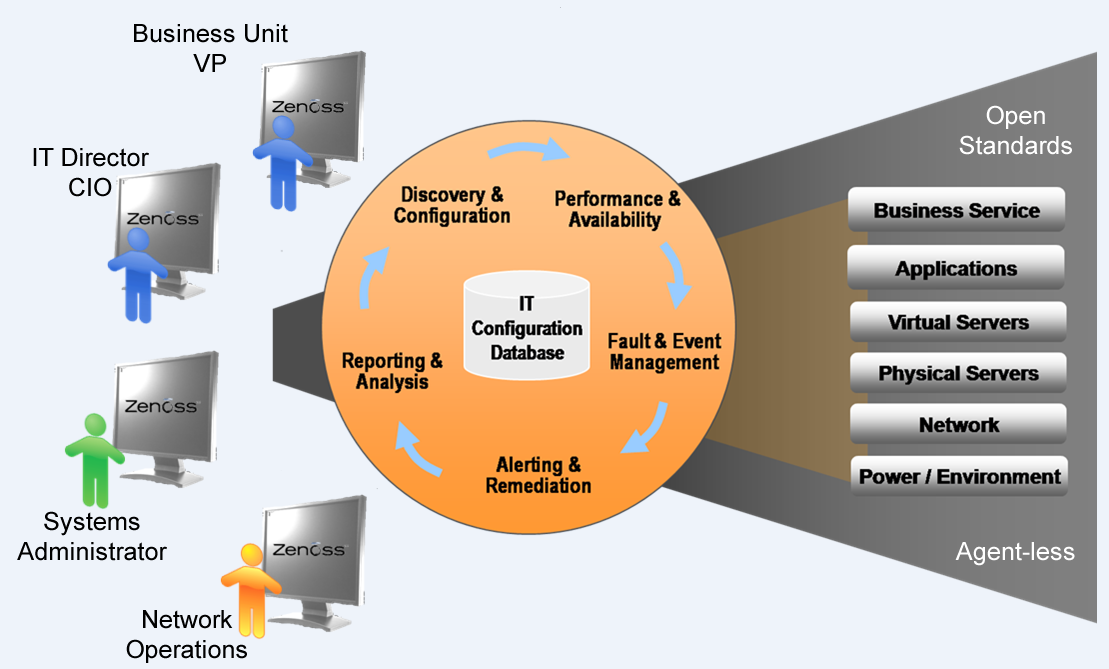 Business Unit
VP
Zenoss
IT Director
CIO
Zenoss
Zenoss
Systems
Administrator
Zenoss
Network
Operations
Discovery &
Configuration
Performance &
Availability
IT
Configuration
Database
Fault & Event
Management
Reporting &
Analysis
Alerting &
Remediation
Open
Standards
Business Service
Applications
Virtual Servers
Physical Servers
Network
Power / Environment
Agent-less